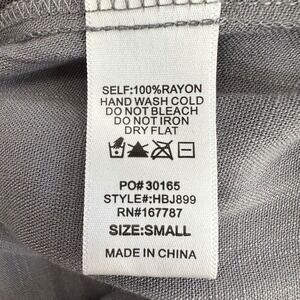 SELF:100%RAYON
HAND WASH COLD
DO NOT BLEACH
DO NOT IRON
DRY FLAT
PO#30165
STYLE#:HBJ899
RN#167787
SIZE:SMALL
MADE IN CHINA